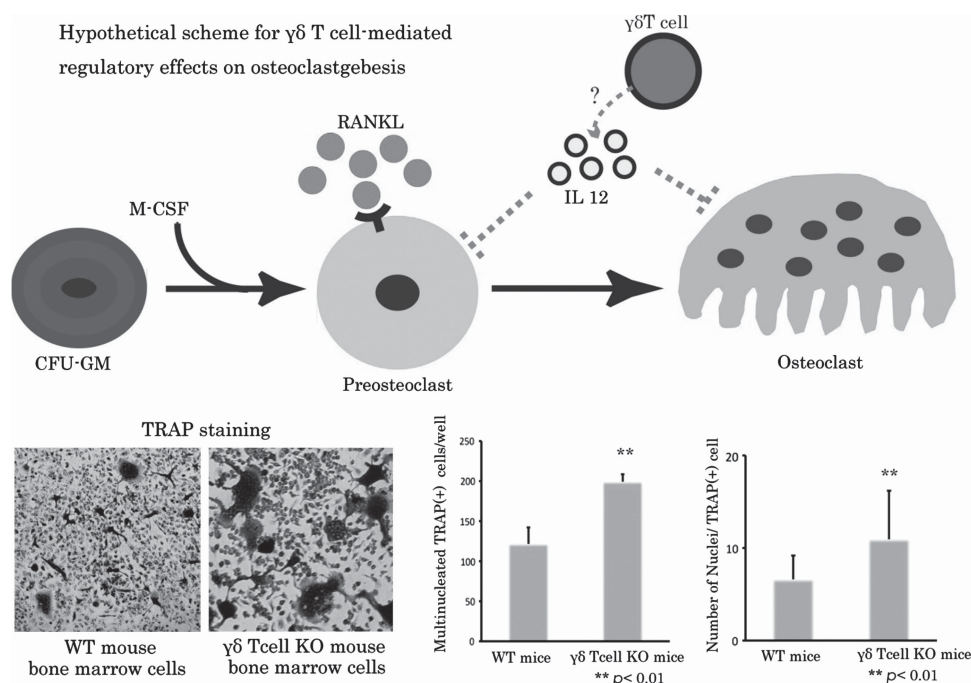 Hypothetical scheme for γδ T cell-mediated
regulatory effects on osteoclastgebesis
γδT cell
?
RANKL
IL 12
M-CSF
CFU-GM
Preosteoclast
Osteoclast
TRAP staining
WT mouse
bone marrow cells
γδ Tcell KO mouse
bone marrow cells
Multinucleated TRAP(+) cells/well
250
200
150
100
50
0
**
WT mice
γδ Tcell KO mice
** p< 0.01
Number of Nuclei/ TRAP(+) cell
20
10
0
**
WT mice
γδ Tcell KO mice
** p< 0.01